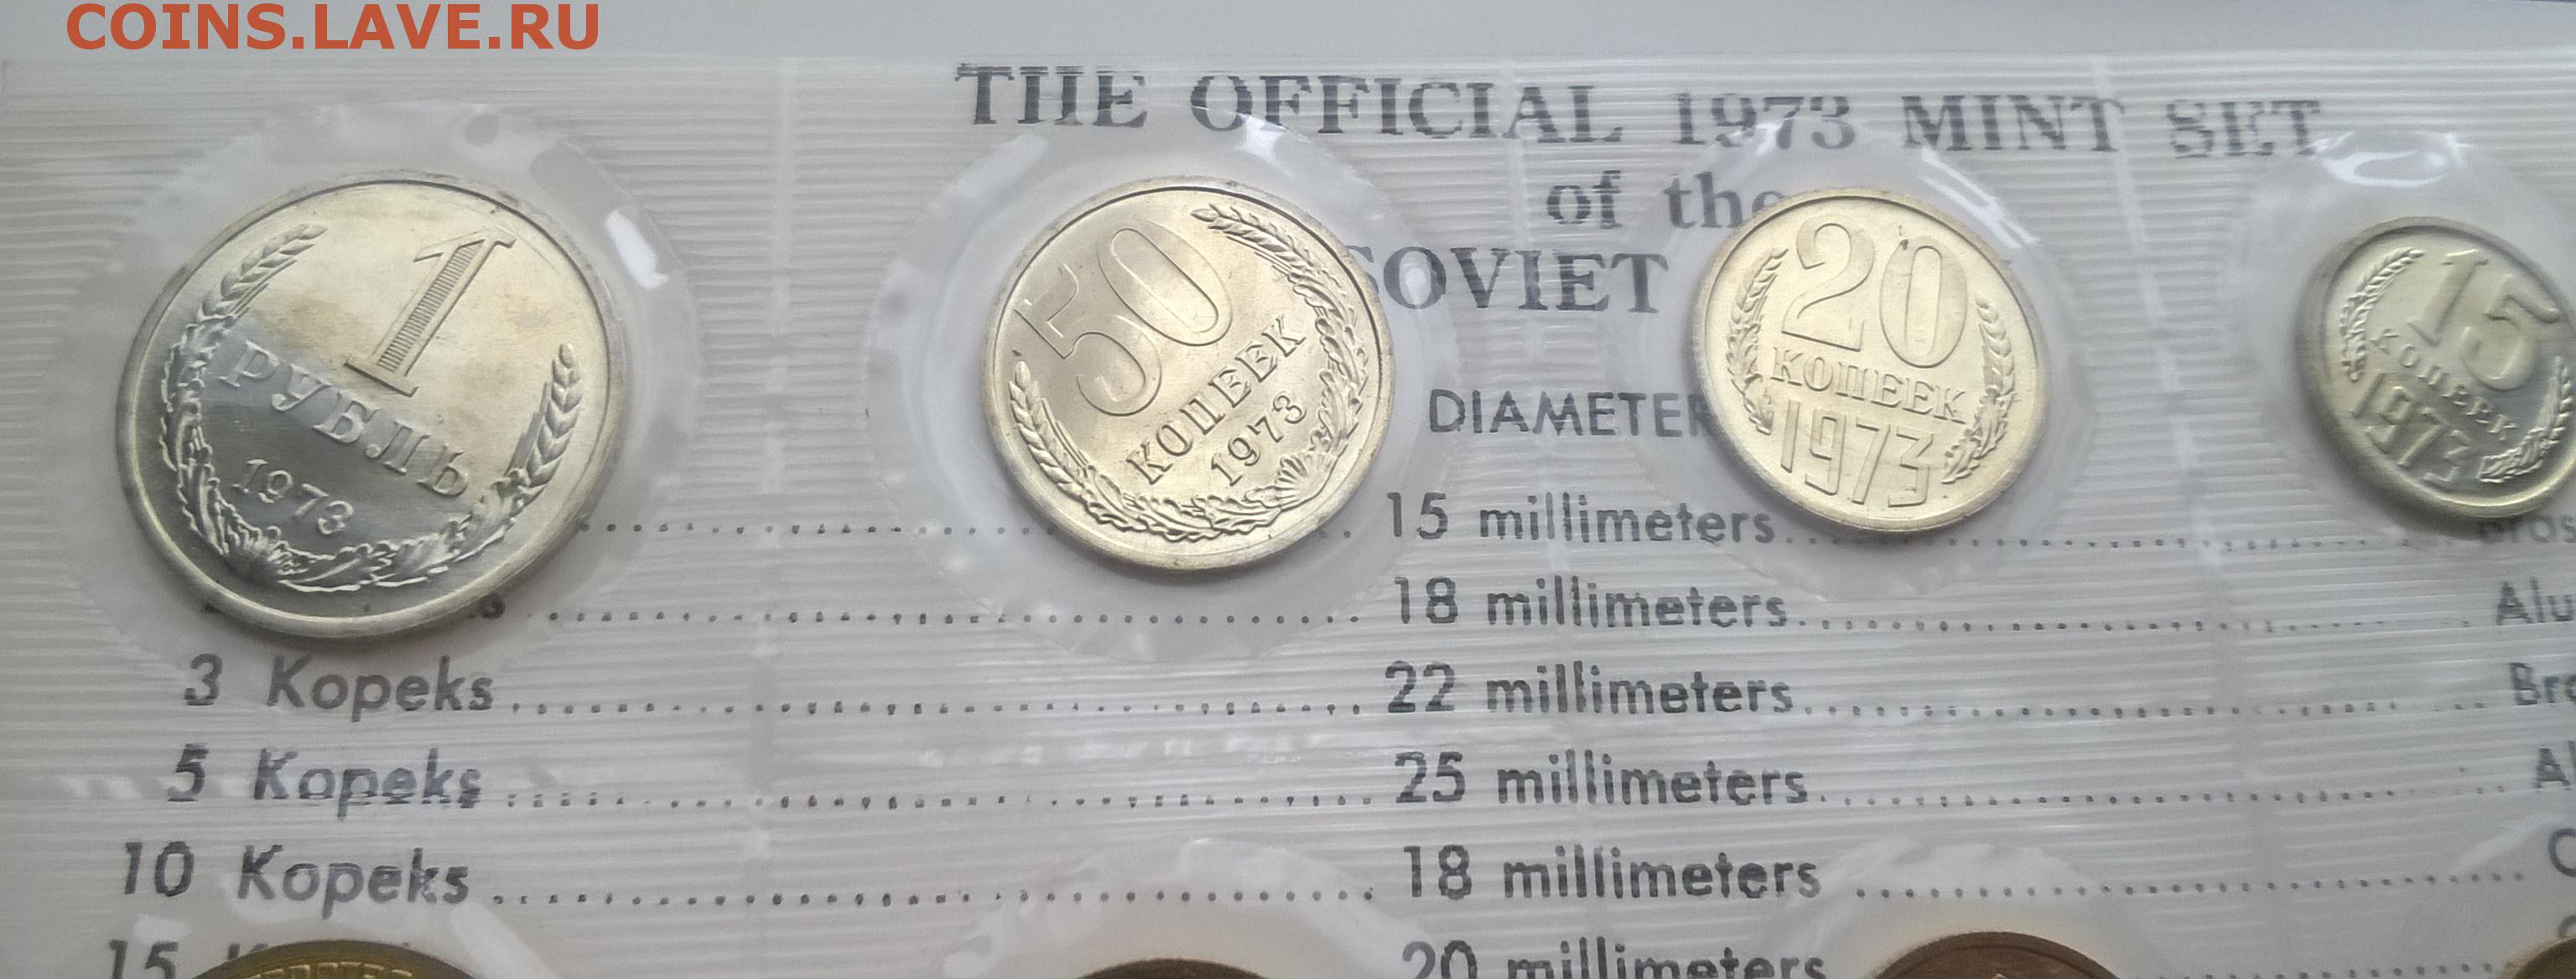 COINS.LAVE.RU
THE OFFICIAL 1973 MINT SET
of the
SOVIET
1
РУБЛЬ
1973
50
КОПЕЕК
1973
20
КОПЕЕК
1973
15
КОПЕЕК
1973
DIAMETER
15 millimeters
18 millimeters
3 Kopeks 22 millimeters
5 Kopeks 25 millimeters
10 Kopeks 18 millimeters
15 20 millimeters